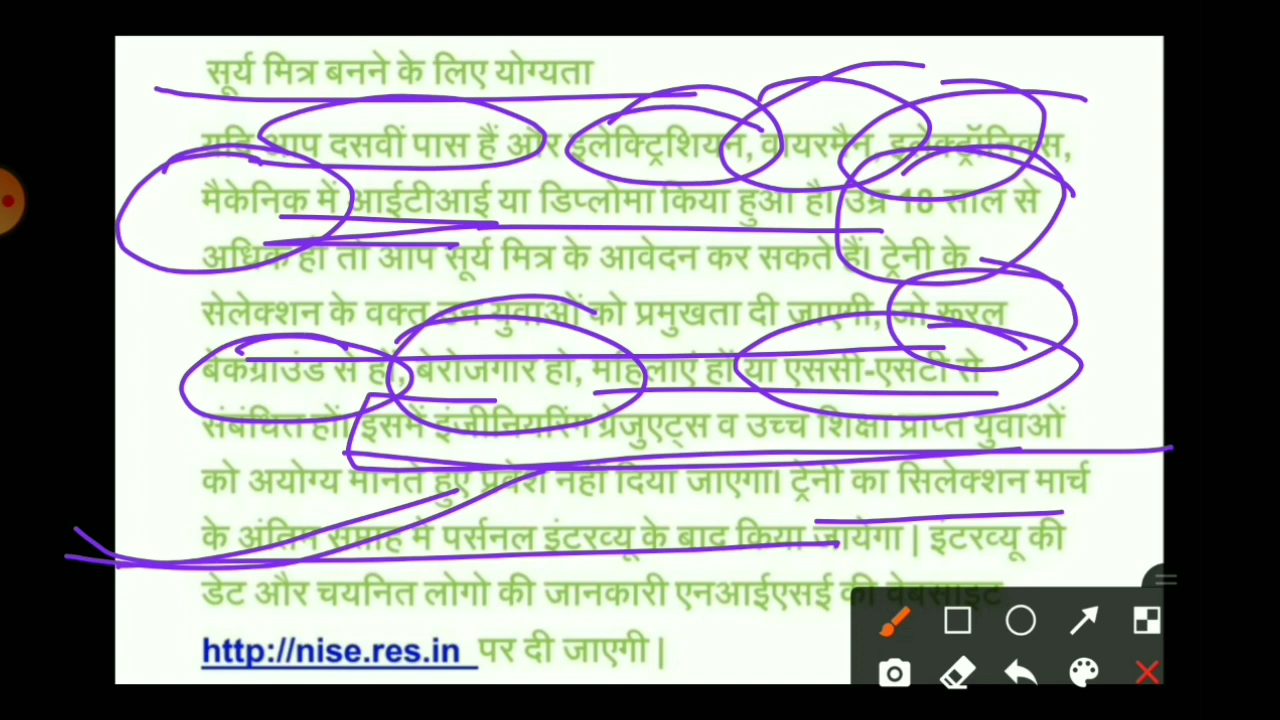 सूर्य मित्र बनने के लिए योग्यता
यदि आप दसवीं पास हैं और इलेक्ट्रिशियन, वायरमैन, इलेक्ट्रॉनिक्स,
मैकेनिक में आईटीआई या डिप्लोमा किया हुआ है। उम्र 18 साल से
अधिक हो तो आप सूर्य मित्र के आवेदन कर सकते हैं। ट्रेनी के
सेलेक्शन के वक्त उन युवाओं को प्रमुखता दी जाएगी, जो रूरल
बैकग्राउंड से हों, बेरोजगार हो, महिलाएं हों या एससी-एसटी से
संबंधित हों। इसमें इंजीनियरिंग ग्रेजुएट्स व उच्च शिक्षा प्राप्त युवाओं
को अयोग्य मानते हुए प्रवेश नहीं दिया जाएगा। ट्रेनी का सिलेक्शन मार्च
के अंतिम सप्ताह में पर्सनल इंटरव्यू के बाद किया जायेगा | इंटरव्यू की
डेट और चयनित लोगो की जानकारी एनआईएसई की वेबसाइट
http://nise.res.in पर दी जाएगी |